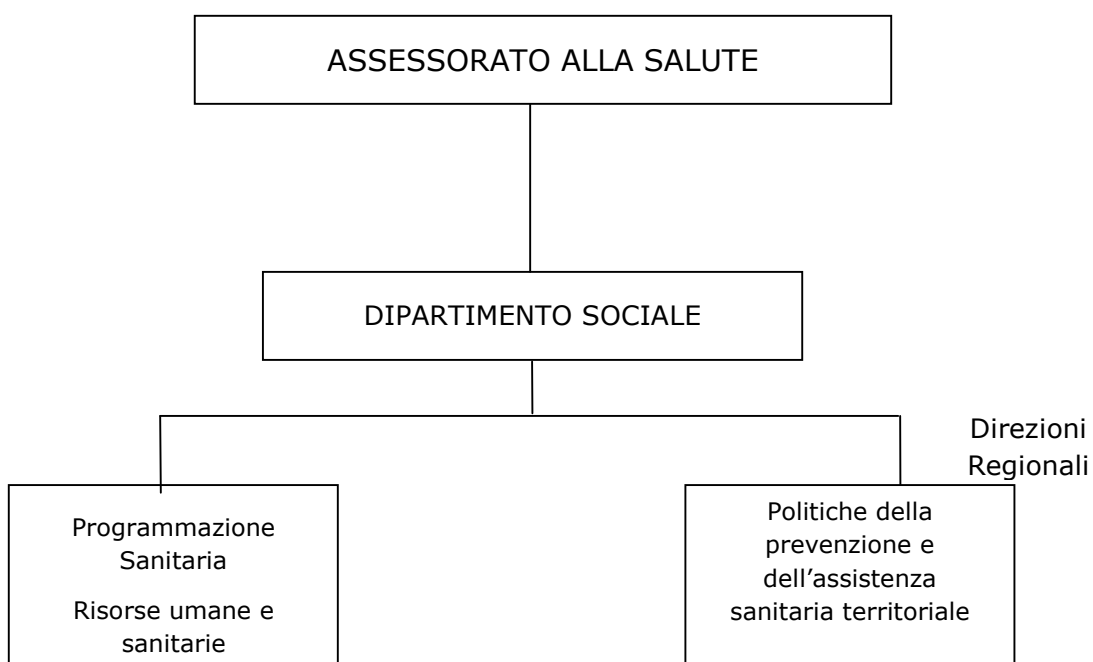 ASSESSORATO ALLA SALUTE
DIPARTIMENTO SOCIALE
Direzioni
Regionali
Programmazione
Sanitaria
Risorse umane e
sanitarie
Politiche della
prevenzione e
dell’assistenza
sanitaria territoriale